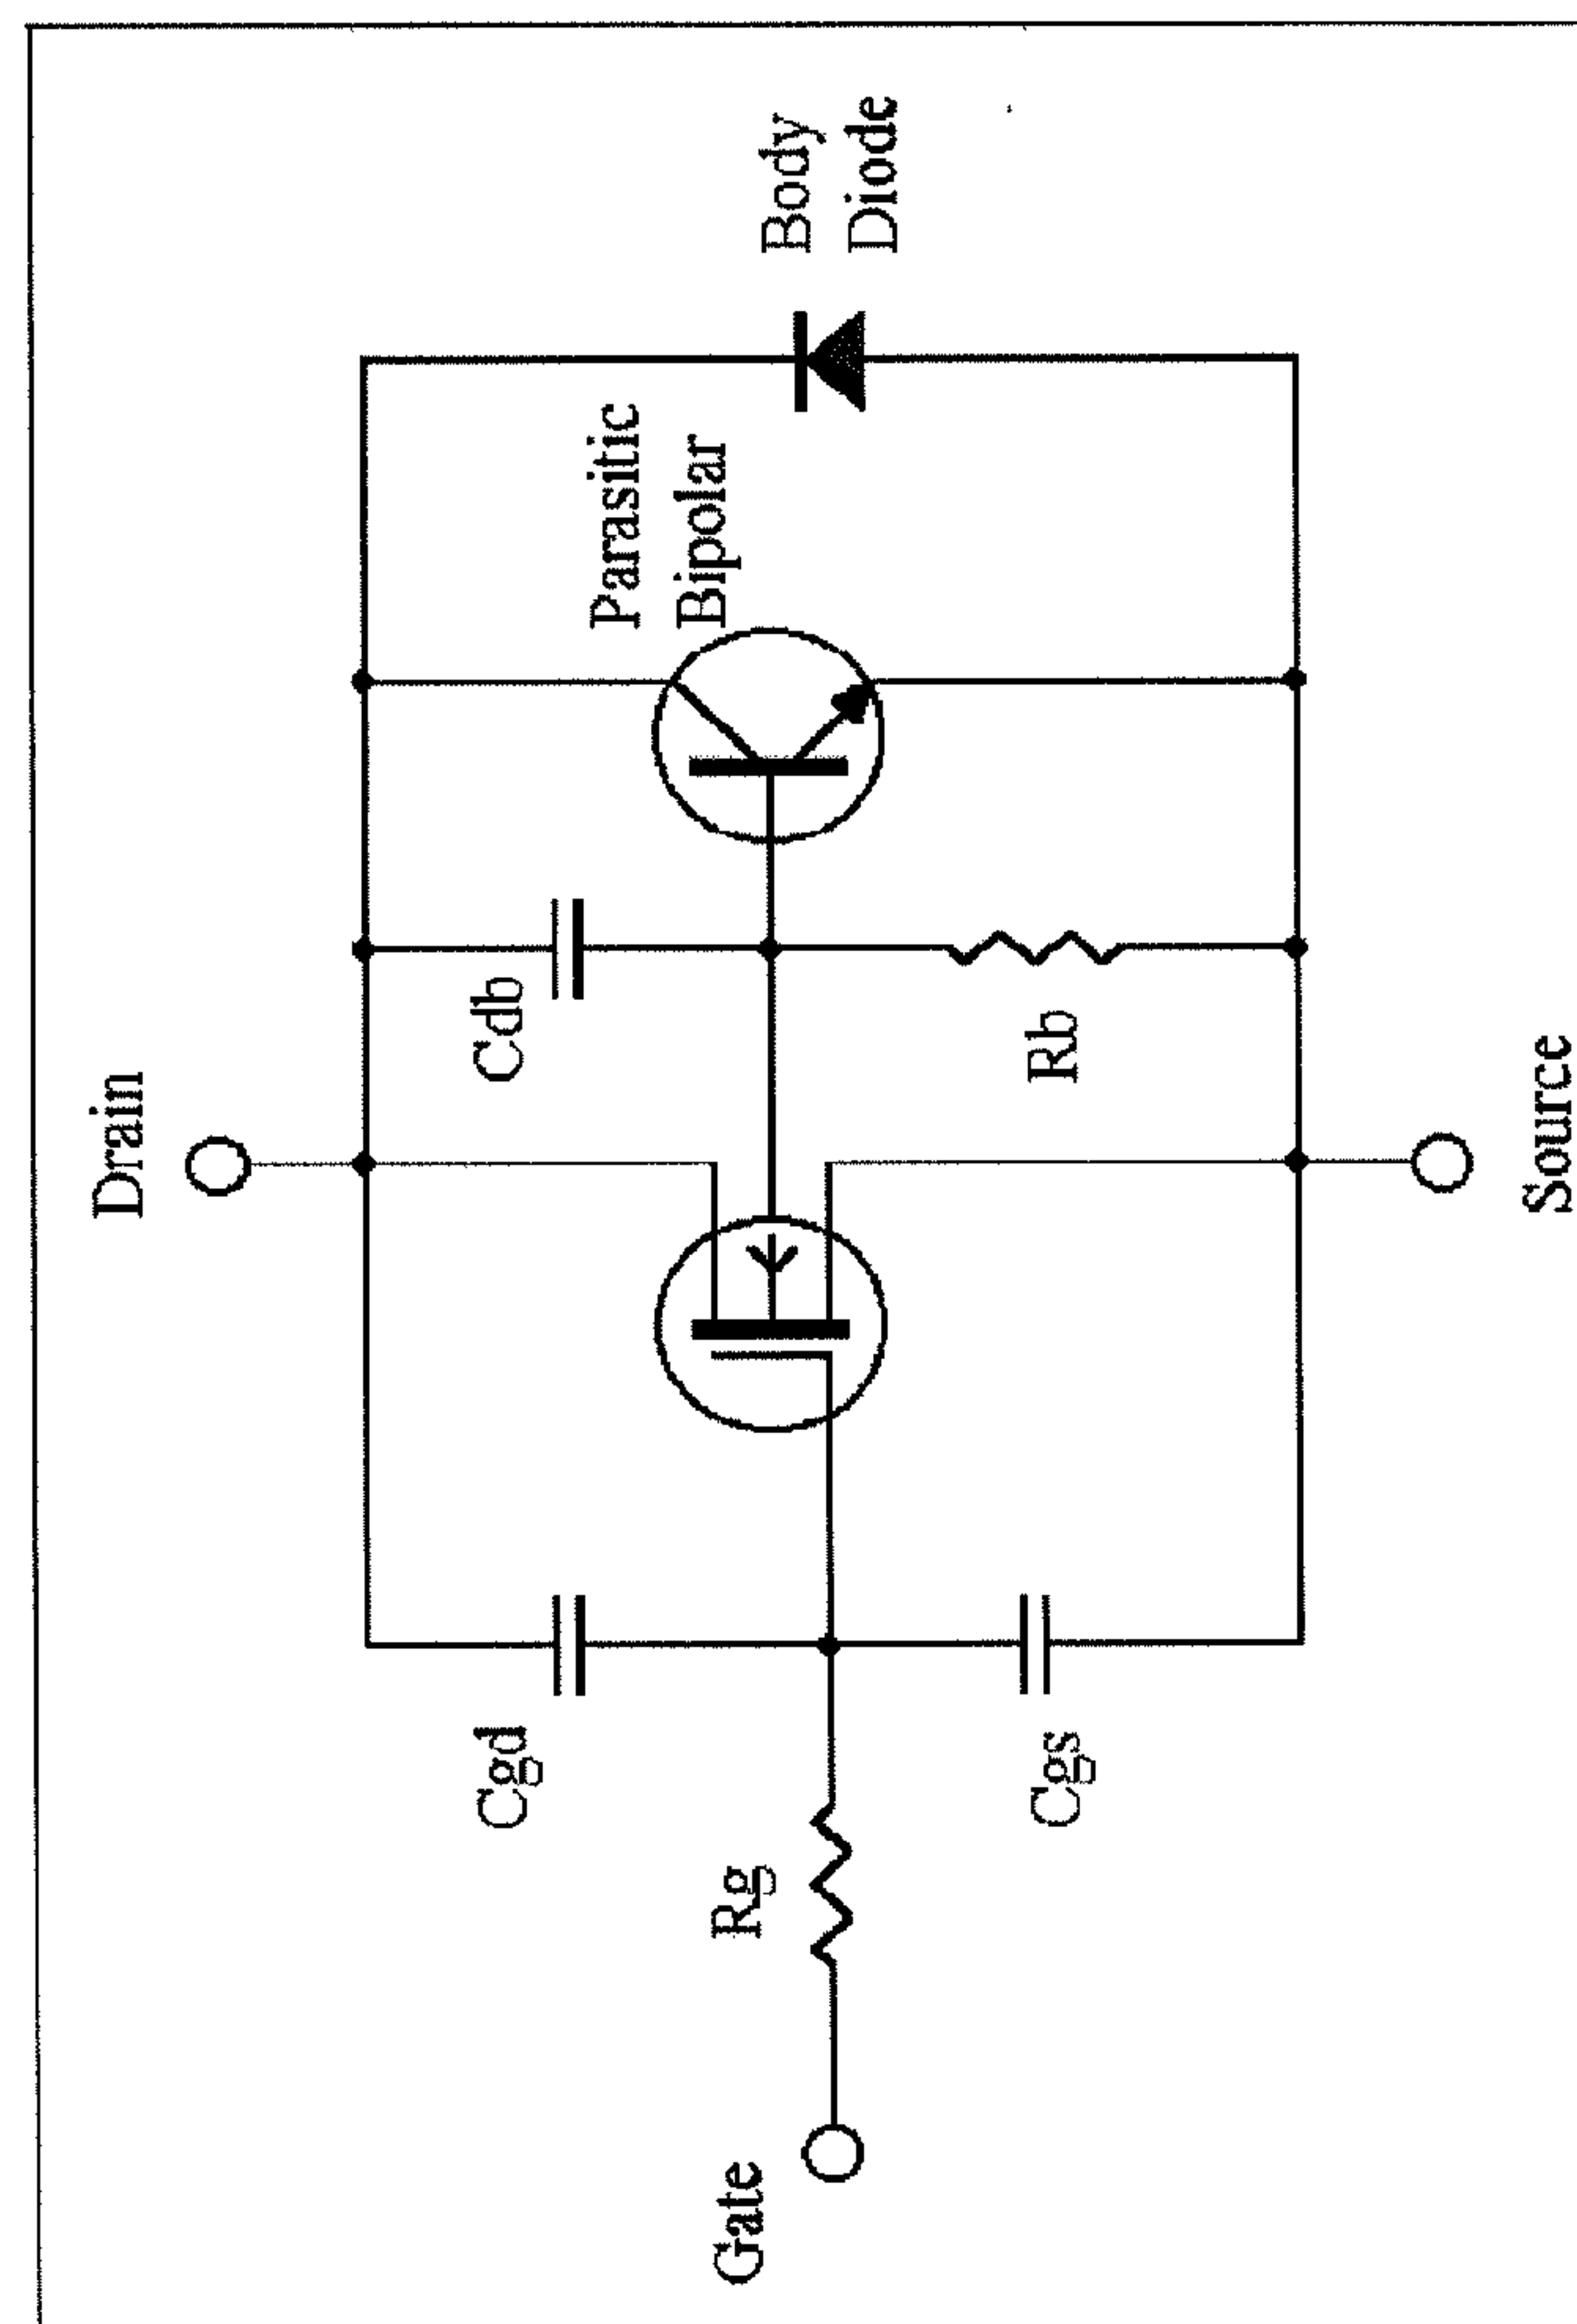 Drain
Cgd
Cdb
Parasitic
Bipolar
Body
Diode
Gate
Rg
Cgs
Rb
Source